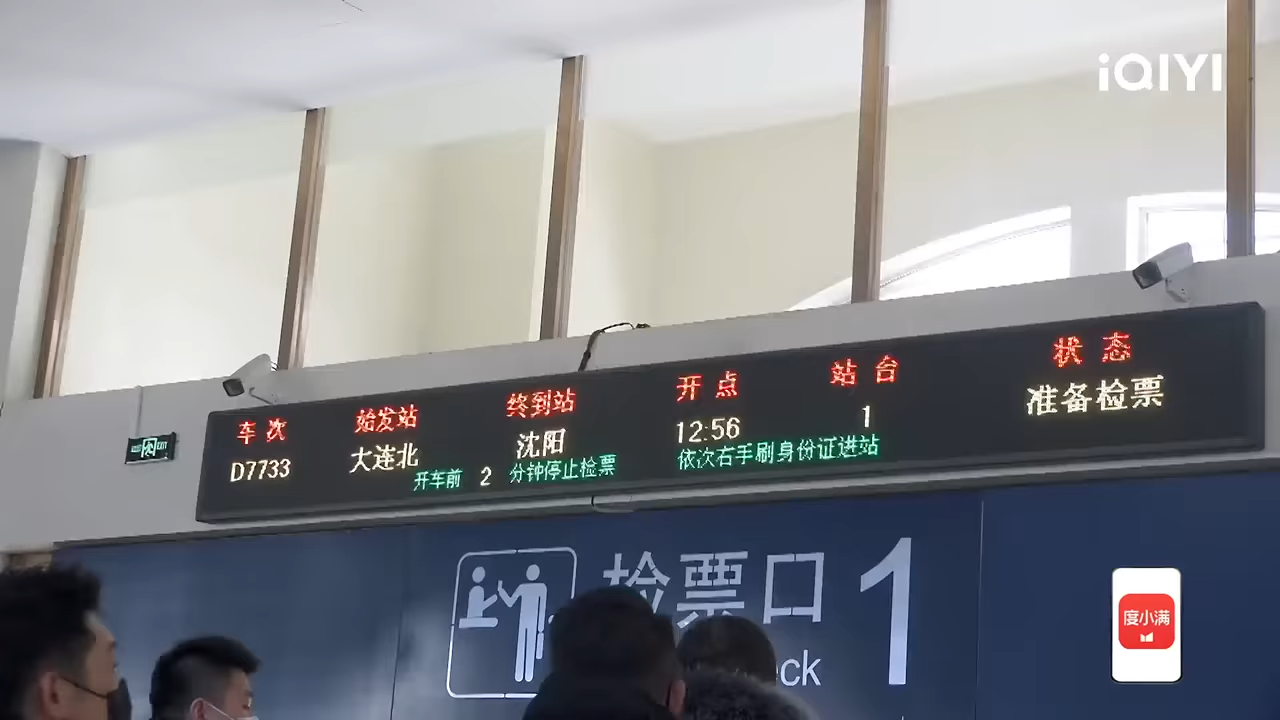 iQIYI
车次 始发站 终到站 开点 站台 状态
D7733 大连北 沈阳 12:56 1 准备检票
开车前 2 分钟停止检票 依次右手刷身份证进站
检票口 1
ck
度小满